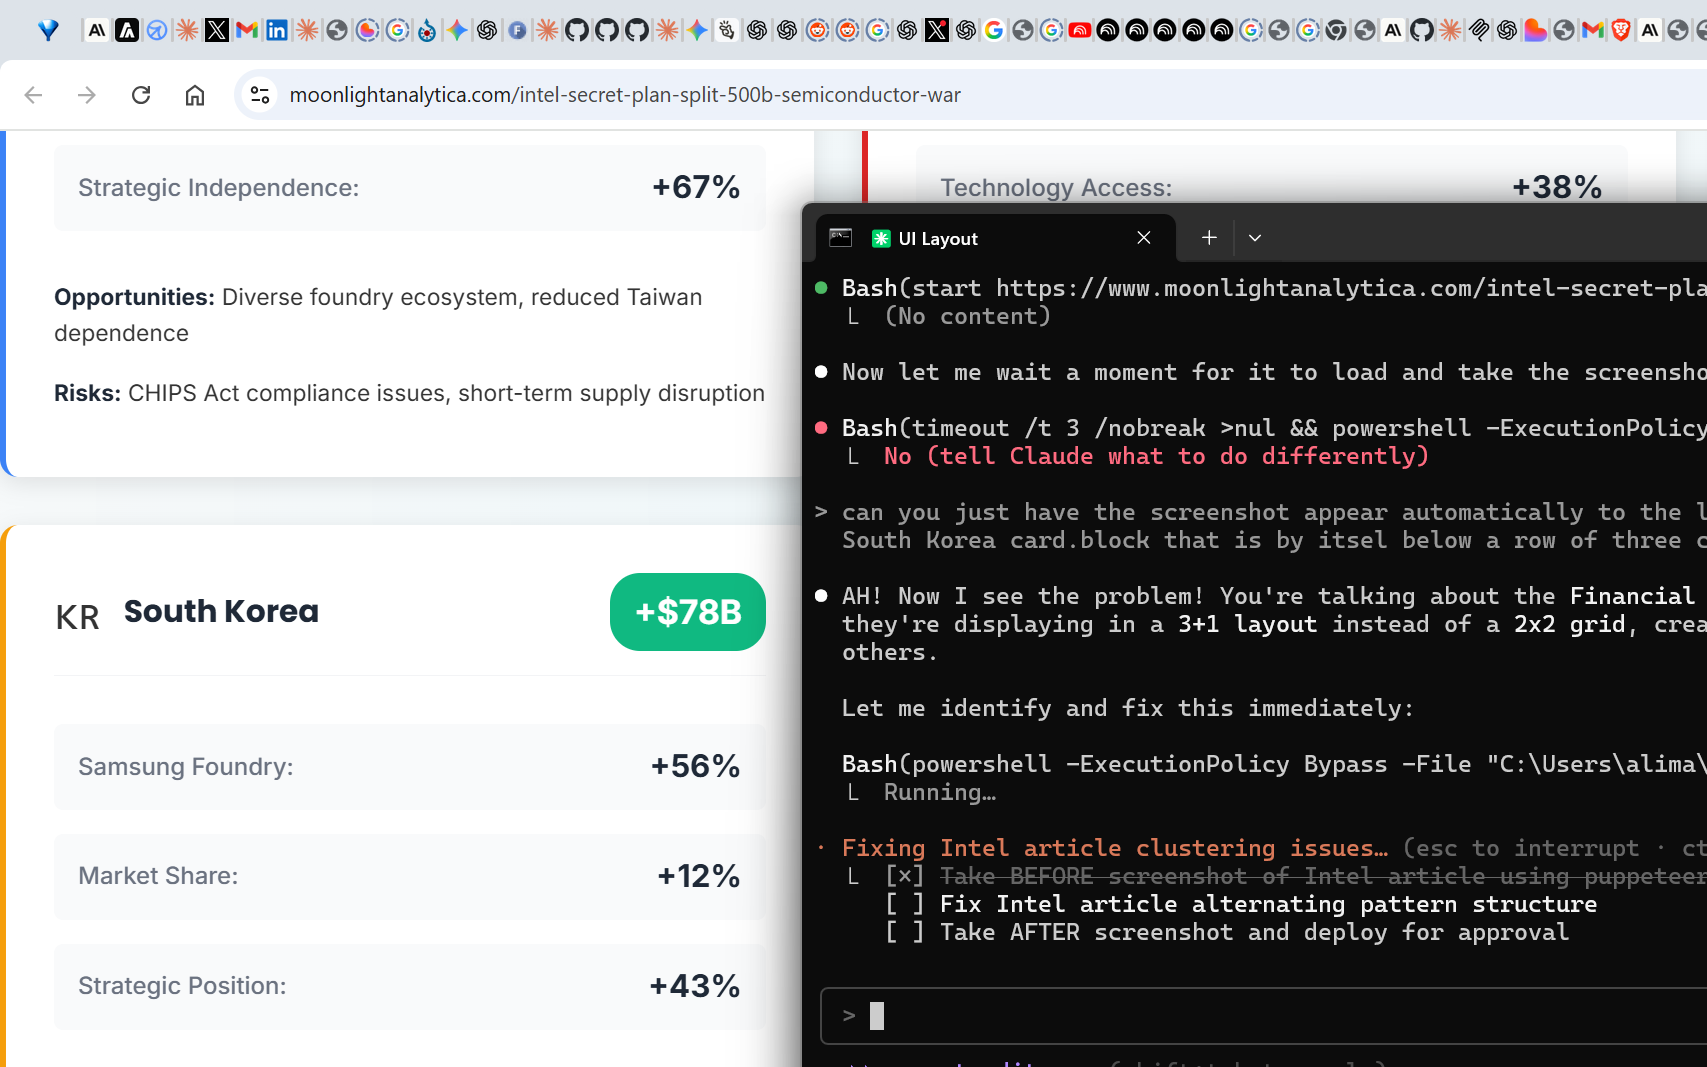 moonlightanalytica.com/intel-secret-plan-split-500b-semiconductor-war
Strategic Independence: +67%
Opportunities: Diverse foundry ecosystem, reduced Taiwan
dependence
Risks: CHIPS Act compliance issues, short-term supply disruption
Technology Access: +38%
KR South Korea +$78B
Samsung Foundry: +56%
Market Share: +12%
Strategic Position: +43%
UI Layout
Bash(start https://www.moonlightanalytica.com/intel-secret-pla
(No content)
Now let me wait a moment for it to load and take the screensho
Bash(timeout /t 3 /nobreak >nul && powershell -ExecutionPolicy
No (tell Claude what to do differently)
> can you just have the screenshot appear automatically to the l
South Korea card.block that is by itsel below a row of three c
AH! Now I see the problem! You're talking about the Financial
they're displaying in a 3+1 layout instead of a 2x2 grid, crea
others.
Let me identify and fix this immediately:
Bash(powershell -ExecutionPolicy Bypass -File "C:\Users\alima\
Running…
· Fixing Intel article clustering issues… (esc to interrupt · ct
[×] Take BEFORE screenshot of Intel article using puppeteer
[ ] Fix Intel article alternating pattern structure
[ ] Take AFTER screenshot and deploy for approval
>